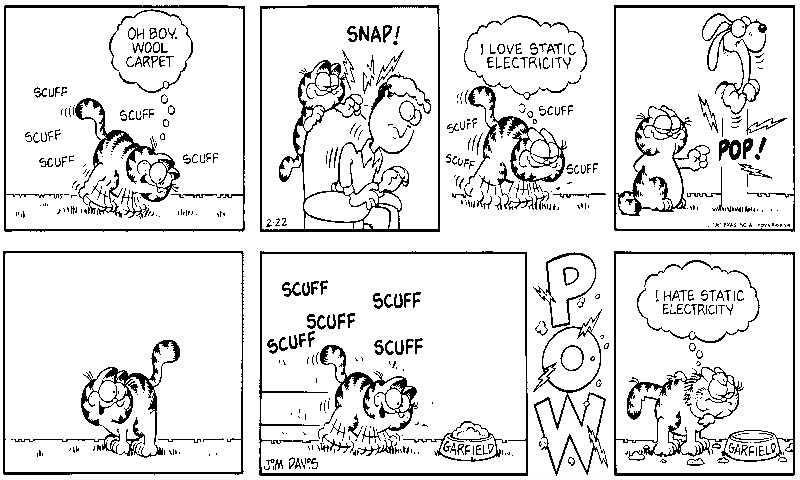 OH BOY.
WOOL
CARPET
SCUFF
SCUFF
SCUFF
SCUFF
SCUFF
SNAP!
2-22
I LOVE STATIC
ELECTRICITY
SCUFF
SCUFF
SCUFF
SCUFF
POP!
SCUFF
SCUFF
SCUFF
SCUFF
SCUFF
GARFIELD
JIM DAVIS
POW
I HATE STATIC
ELECTRICITY
GARFIELD